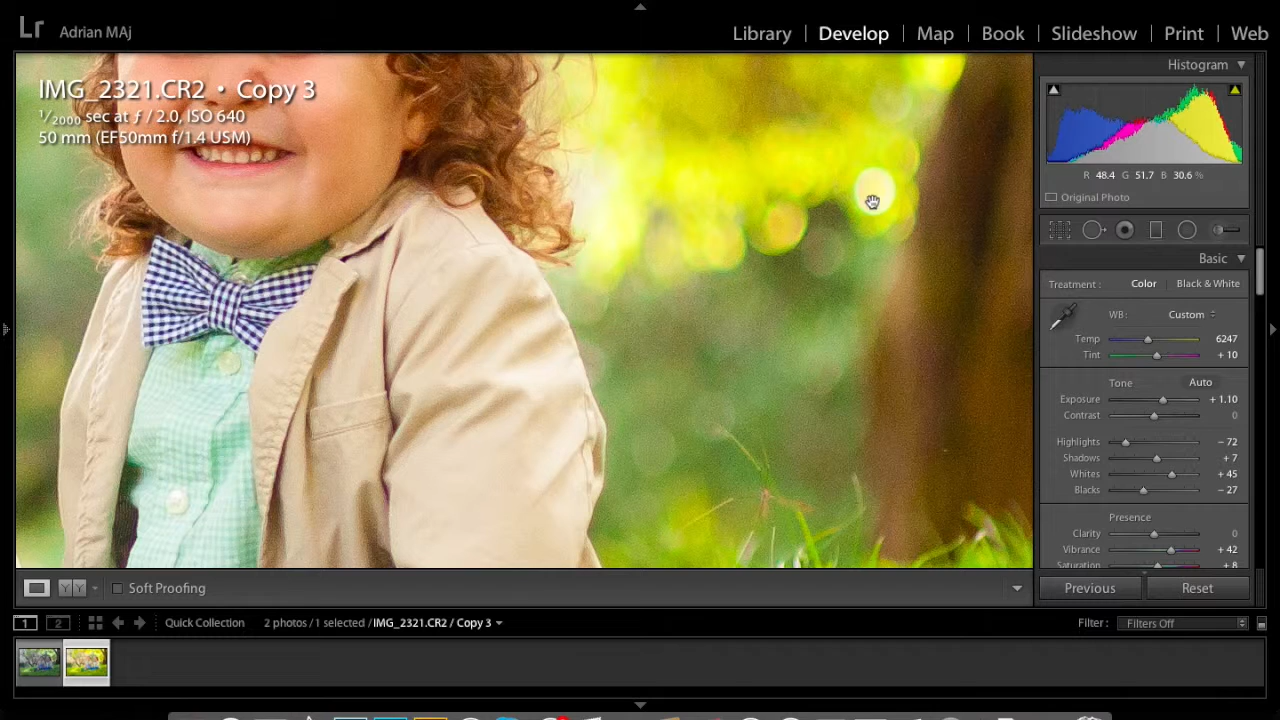 Lr Adrian MAj Library | Develop | Map | Book | Slideshow | Print | Web
IMG_2321.CR2 • Copy 3
1/2000 sec at ƒ / 2.0, ISO 640
50 mm (EF50mm f/1.4 USM)
Histogram
R 48.4 G 51.7 B 30.6 %
Original Photo
Basic
Treatment : Color | Black & White
WB: Custom
Temp 6247
Tint + 10
Tone Auto
Exposure + 1.10
Contrast 0
Highlights − 72
Shadows + 7
Whites + 45
Blacks − 27
Presence
Clarity 0
Vibrance + 42
Saturation + 8
Y Y Soft Proofing Previous Reset
1 2 Quick Collection 2 photos / 1 selected / IMG_2321.CR2 / Copy 3 Filter : Filters Off